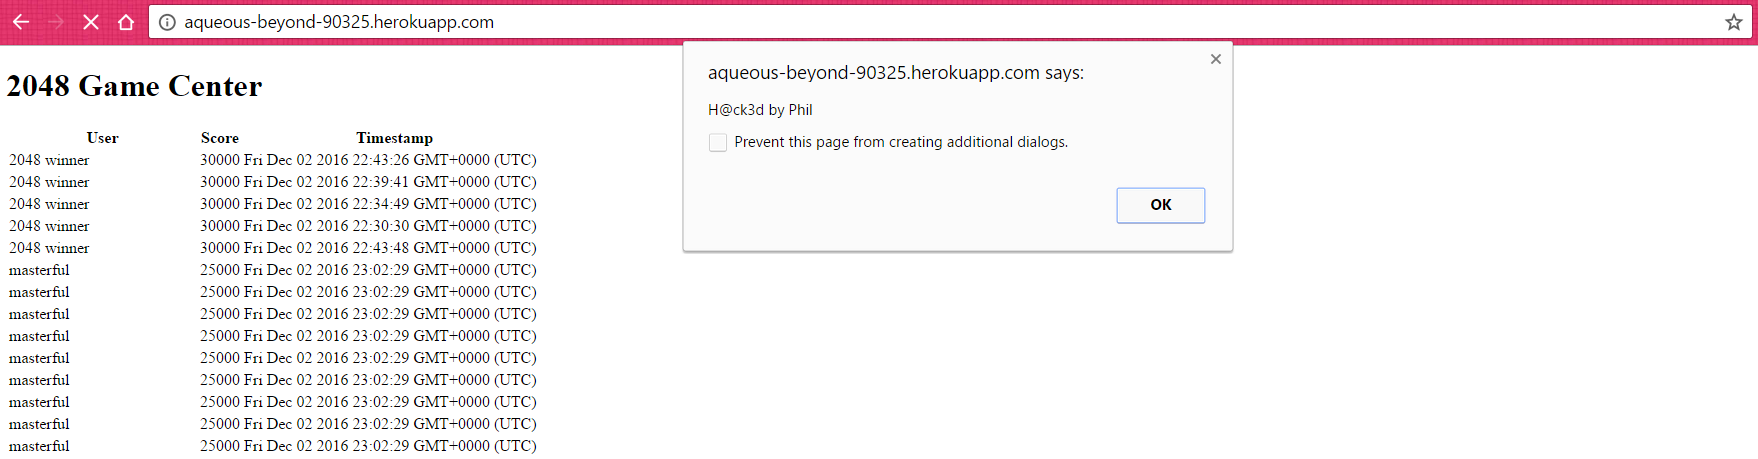 aqueous-beyond-90325.herokuapp.com
aqueous-beyond-90325.herokuapp.com says:
H@ck3d by Phil
Prevent this page from creating additional dialogs.
OK
2048 Game Center
User Score Timestamp
2048 winner 30000 Fri Dec 02 2016 22:43:26 GMT+0000 (UTC)
2048 winner 30000 Fri Dec 02 2016 22:39:41 GMT+0000 (UTC)
2048 winner 30000 Fri Dec 02 2016 22:34:49 GMT+0000 (UTC)
2048 winner 30000 Fri Dec 02 2016 22:30:30 GMT+0000 (UTC)
2048 winner 30000 Fri Dec 02 2016 22:43:48 GMT+0000 (UTC)
masterful 25000 Fri Dec 02 2016 23:02:29 GMT+0000 (UTC)
masterful 25000 Fri Dec 02 2016 23:02:29 GMT+0000 (UTC)
masterful 25000 Fri Dec 02 2016 23:02:29 GMT+0000 (UTC)
masterful 25000 Fri Dec 02 2016 23:02:29 GMT+0000 (UTC)
masterful 25000 Fri Dec 02 2016 23:02:29 GMT+0000 (UTC)
masterful 25000 Fri Dec 02 2016 23:02:29 GMT+0000 (UTC)
masterful 25000 Fri Dec 02 2016 23:02:29 GMT+0000 (UTC)
masterful 25000 Fri Dec 02 2016 23:02:29 GMT+0000 (UTC)
masterful 25000 Fri Dec 02 2016 23:02:29 GMT+0000 (UTC)